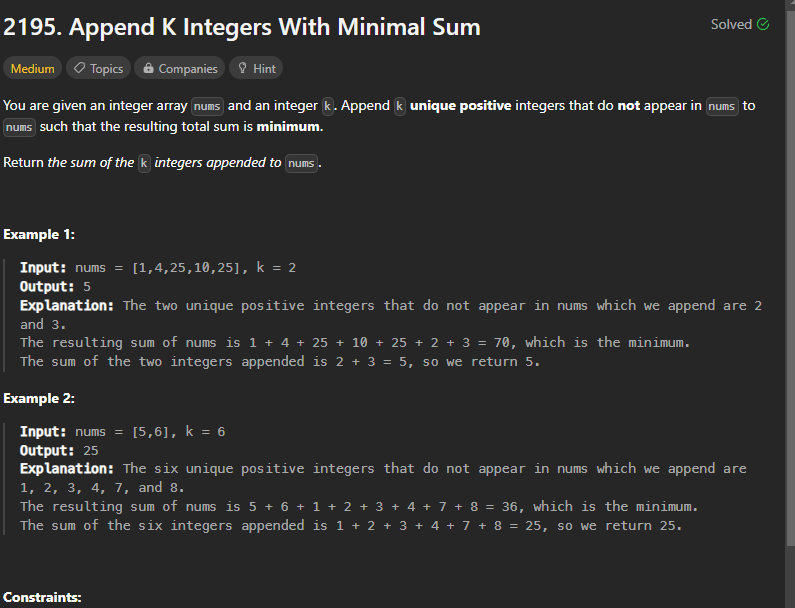 2195. Append K Integers With Minimal Sum
Solved
Medium Topics Companies Hint
You are given an integer array nums and an integer k. Append k unique positive integers that do not appear in nums to
nums such that the resulting total sum is minimum.
Return the sum of the k integers appended to nums.
Example 1:
Input: nums = [1,4,25,10,25], k = 2
Output: 5
Explanation: The two unique positive integers that do not appear in nums which we append are 2
and 3.
The resulting sum of nums is 1 + 4 + 25 + 10 + 25 + 2 + 3 = 70, which is the minimum.
The sum of the two integers appended is 2 + 3 = 5, so we return 5.
Example 2:
Input: nums = [5,6], k = 6
Output: 25
Explanation: The six unique positive integers that do not appear in nums which we append are
1, 2, 3, 4, 7, and 8.
The resulting sum of nums is 5 + 6 + 1 + 2 + 3 + 4 + 7 + 8 = 36, which is the minimum.
The sum of the six integers appended is 1 + 2 + 3 + 4 + 7 + 8 = 25, so we return 25.
Constraints: